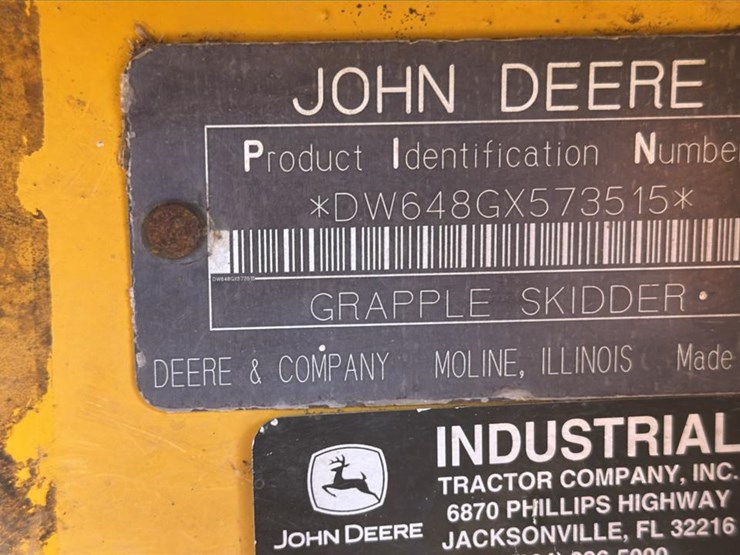 JOHN DEERE
Product Identification Numbe
*DW648GX573515*
DW648GX573515
GRAPPLE SKIDDER
DEERE & COMPANY MOLINE, ILLINOIS Made
INDUSTRIAL
TRACTOR COMPANY, INC.
6870 PHILLIPS HIGHWAY
JACKSONVILLE, FL 32216
JOHN DEERE